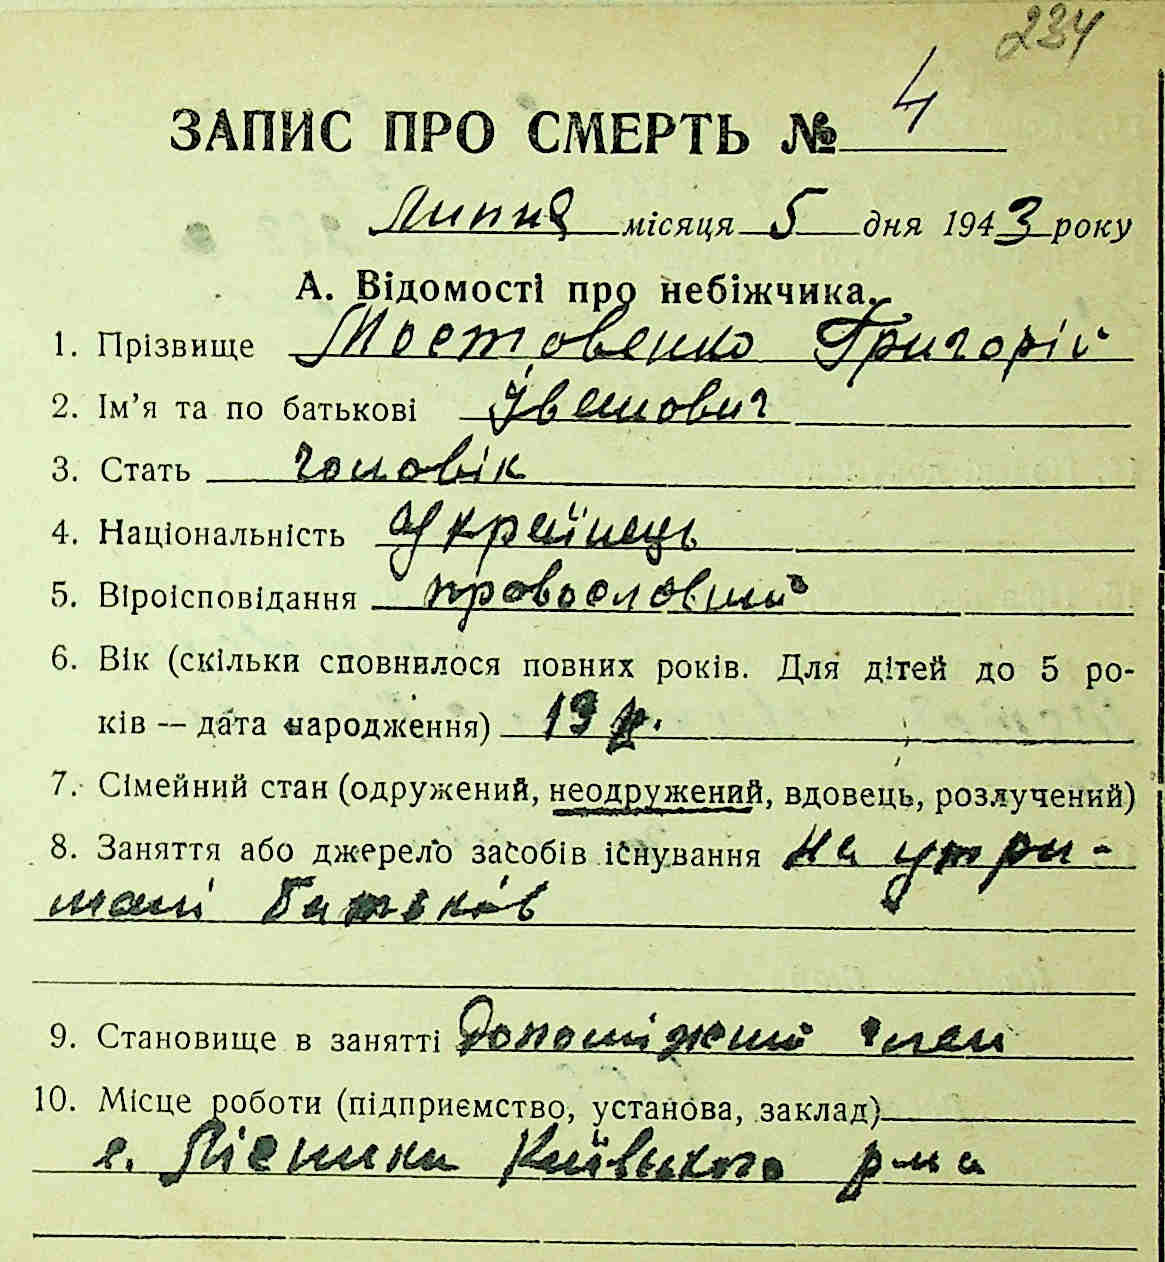 234
ЗАПИС ПРО СМЕРТЬ № 4
Липня місяця 5 дня 1943 року
А. Відомості про небіжчика.
1. Прізвище Мостовенко Григорій
2. Ім'я та по батькові Іванович
3. Стать чоловік
4. Національність Українець
5. Віроісповідання православний
6. Вік (скільки сповнилося повних років. Для дітей до 5 ро-
ків — дата народження) 13 р.
7. Сімейний стан (одружений, неодружений, вдовець, розлучений)
8. Заняття або джерело засобів існування на утри-
мані батьків
9. Становище в занятті допоміжний член
10. Місце роботи (підприємство, установа, заклад)
с. Лісники Київського р-на